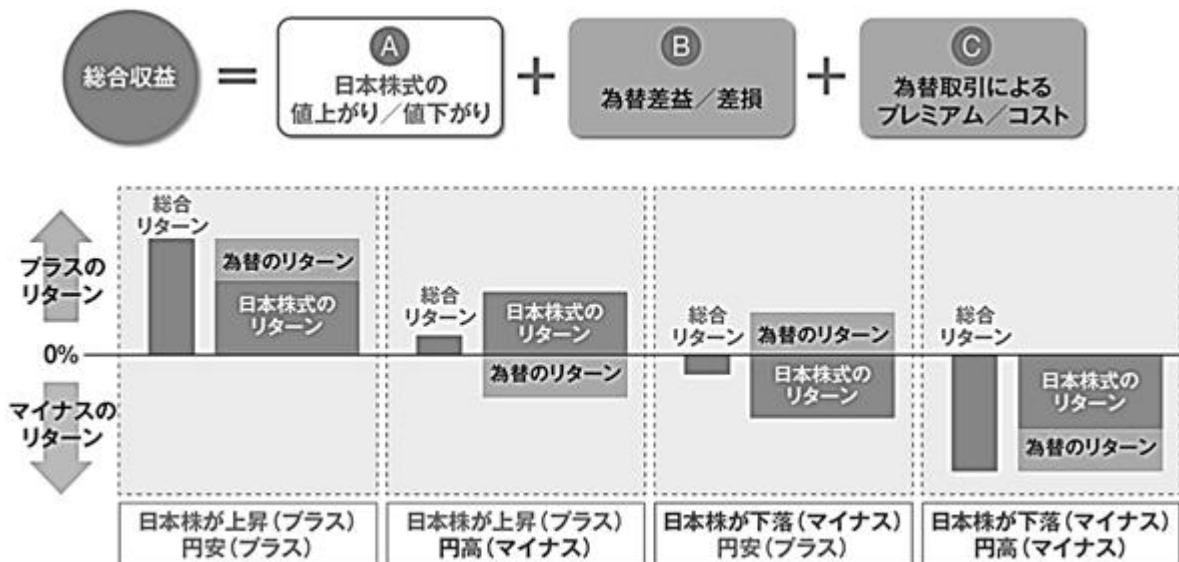 総合収益
=
A
日本株式の
値上がり/値下がり
+
B
為替差益/差損
+
C
為替取引による
プレミアム/コスト
プラスの
リターン
0%
マイナスの
リターン
総合
リターン
為替のリターン
日本株式の
リターン
日本株が上昇(プラス)
円安(プラス)
総合
リターン
日本株式の
リターン
為替のリターン
日本株が上昇(プラス)
円高(マイナス)
総合
リターン
為替のリターン
日本株式の
リターン
日本株が下落(マイナス)
円安(プラス)
総合
リターン
日本株式の
リターン
為替のリターン
日本株が下落(マイナス)
円高(マイナス)